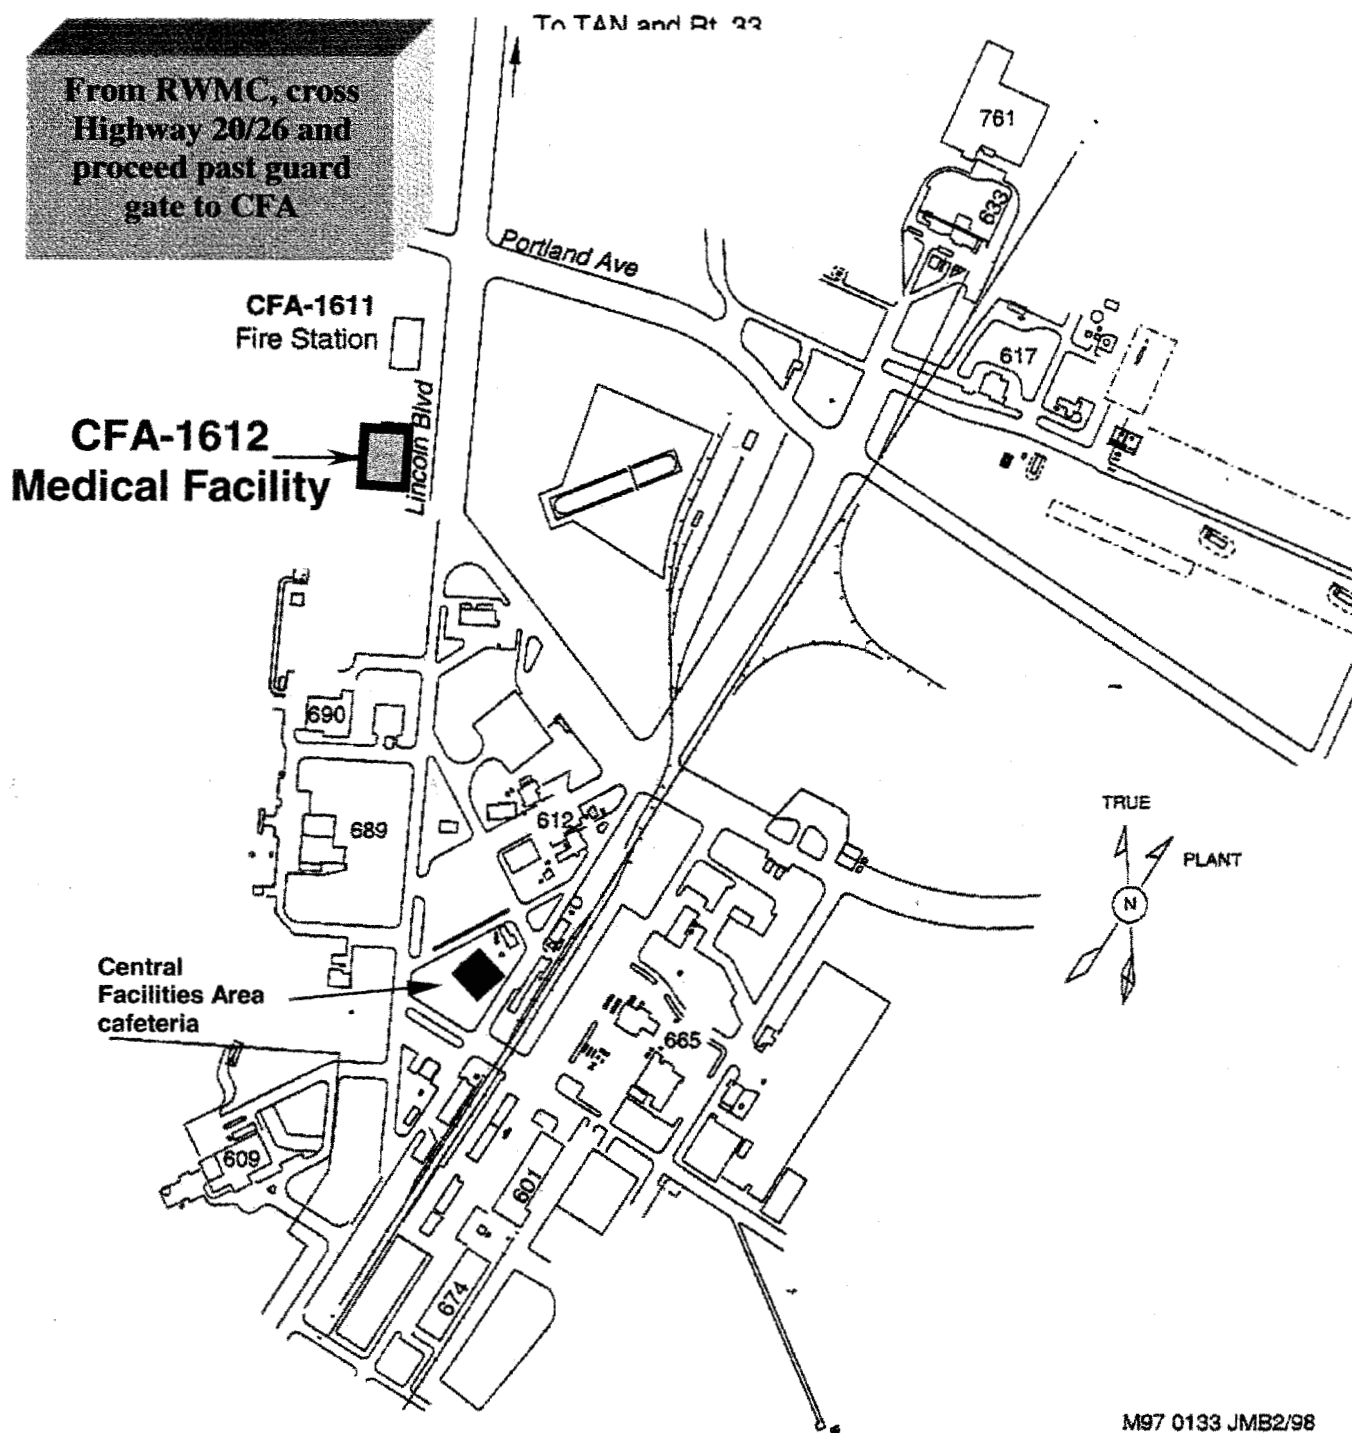 To TAN and Rt. 33
From RWMC, cross
Highway 20/26 and
proceed past guard
gate to CFA
761
633
Portland Ave
CFA-1611
Fire Station
617
Lincoln Blvd
CFA-1612
Medical Facility
690
689
612
TRUE
PLANT
N
Central
Facilities Area
cafeteria
665
609
601
674
M97 0133 JMB2/98